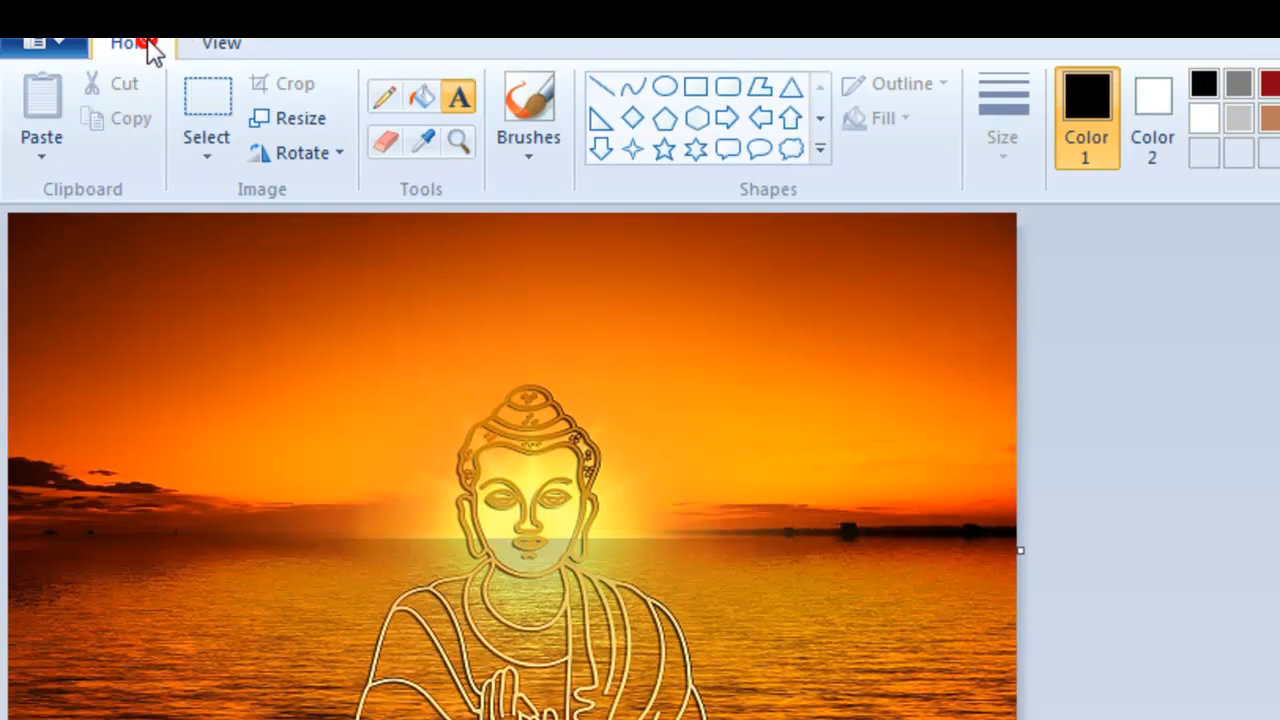 Home View
Cut
Copy
Paste
Clipboard
Crop
Resize
Rotate
Select
Image
A
Tools
Brushes
Outline
Fill
Shapes
Size
Color
1
Color
2